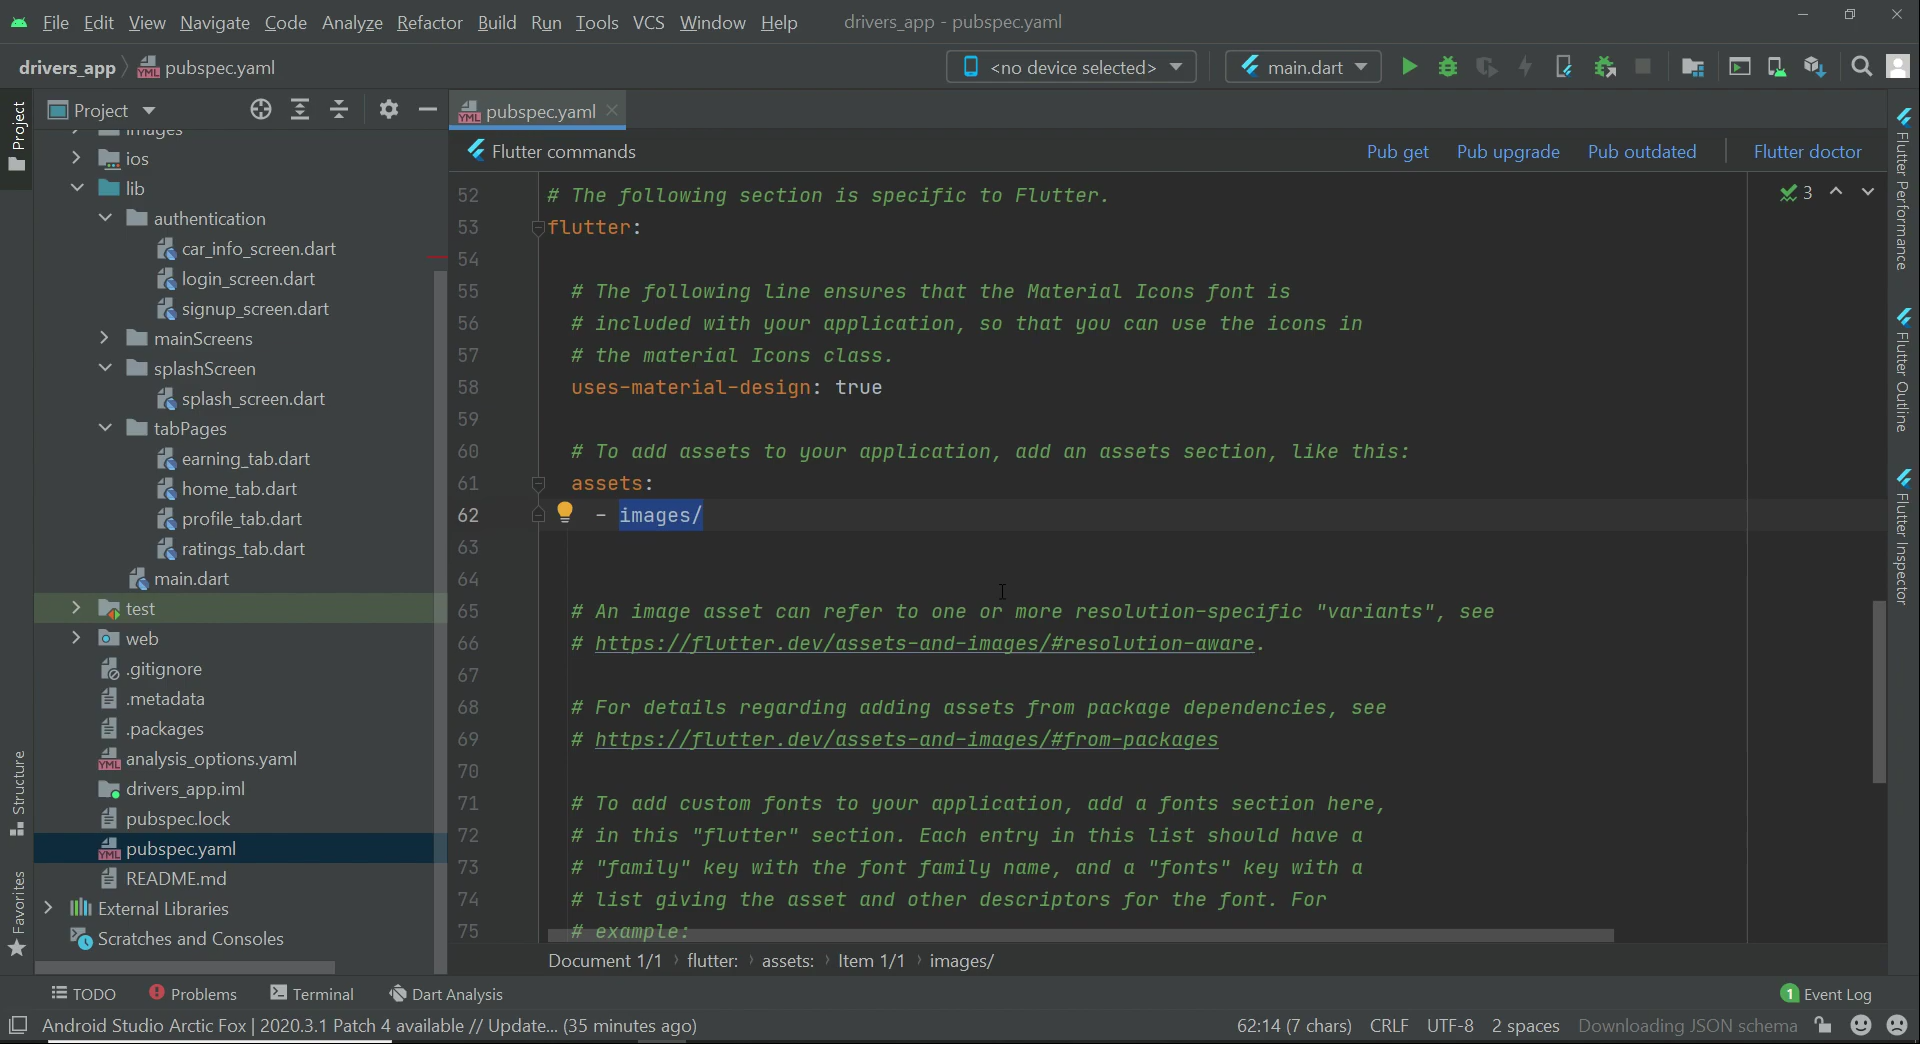 File Edit View Navigate Code Analyze Refactor Build Run Tools VCS Window Help drivers_app - pubspec.yaml
drivers_app pubspec.yaml <no device selected> main.dart
Project
Project
pubspec.yaml
Flutter commands Pub get Pub upgrade Pub outdated Flutter doctor
images
ios
lib
authentication
car_info_screen.dart
login_screen.dart
signup_screen.dart
mainScreens
splashScreen
splash_screen.dart
tabPages
earning_tab.dart
home_tab.dart
profile_tab.dart
ratings_tab.dart
main.dart
test
web
.gitignore
.metadata
.packages
analysis_options.yaml
drivers_app.iml
pubspec.lock
pubspec.yaml
README.md
External Libraries
Scratches and Consoles
Structure
Favorites
52 # The following section is specific to Flutter.
53 flutter:
54
55 # The following line ensures that the Material Icons font is
56 # included with your application, so that you can use the icons in
57 # the material Icons class.
58 uses-material-design: true
59
60 # To add assets to your application, add an assets section, like this:
61 assets:
62 - images/
63
64
65 # An image asset can refer to one or more resolution-specific "variants", see
66 # https://flutter.dev/assets-and-images/#resolution-aware.
67
68 # For details regarding adding assets from package dependencies, see
69 # https://flutter.dev/assets-and-images/#from-packages
70
71 # To add custom fonts to your application, add a fonts section here,
72 # in this "flutter" section. Each entry in this list should have a
73 # "family" key with the font family name, and a "fonts" key with a
74 # list giving the asset and other descriptors for the font. For
75 # example:
3
Flutter Performance
Flutter Outline
Flutter Inspector
Document 1/1 flutter: assets: Item 1/1 images/
TODO Problems Terminal Dart Analysis 1 Event Log
Android Studio Arctic Fox | 2020.3.1 Patch 4 available // Update... (35 minutes ago) 62:14 (7 chars) CRLF UTF-8 2 spaces Downloading JSON schema